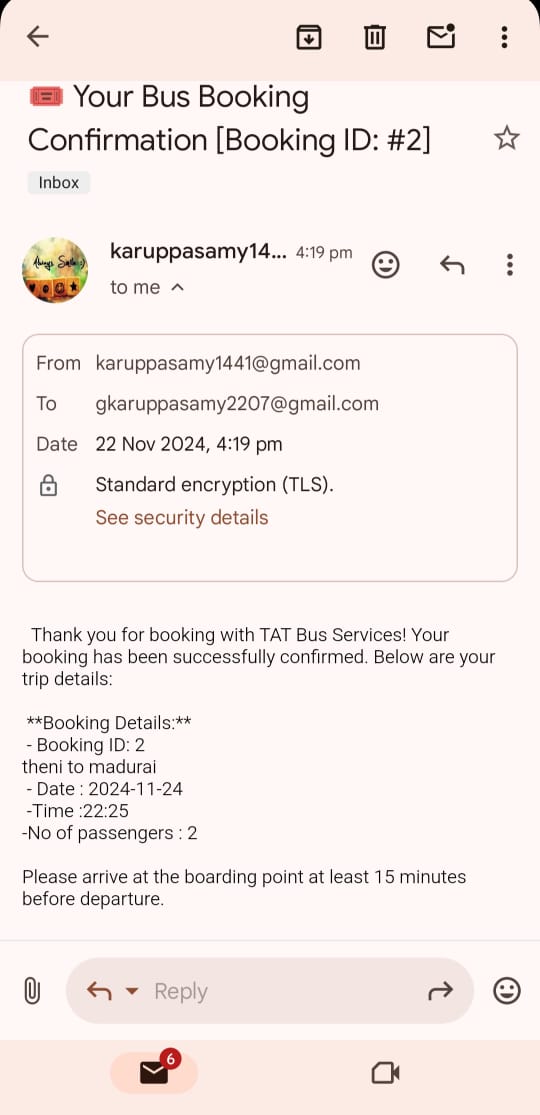 Your Bus Booking
Confirmation [Booking ID: #2]
Inbox
karuppasamy14... 4:19 pm
to me
From karuppasamy1441@gmail.com
To gkaruppasamy2207@gmail.com
Date 22 Nov 2024, 4:19 pm
Standard encryption (TLS).
See security details
Thank you for booking with TAT Bus Services! Your
booking has been successfully confirmed. Below are your
trip details:
**Booking Details:**
- Booking ID: 2
theni to madurai
- Date : 2024-11-24
-Time :22:25
-No of passengers : 2
Please arrive at the boarding point at least 15 minutes
before departure.
Reply
6